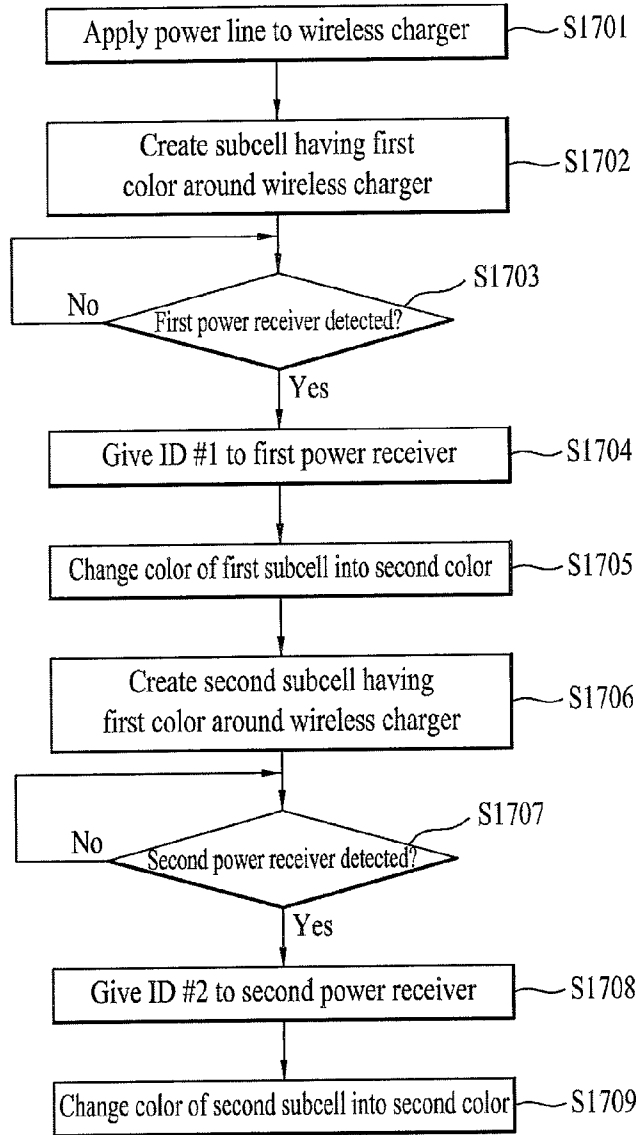 Apply power line to wireless charger
S1701
Create subcell having first
color around wireless charger
S1702
S1703
No
First power receiver detected?
Yes
Give ID #1 to first power receiver
S1704
Change color of first subcell into second color
S1705
Create second subcell having
first color around wireless charger
S1706
S1707
No
Second power receiver detected?
Yes
Give ID #2 to second power receiver
S1708
Change color of second subcell into second color
S1709